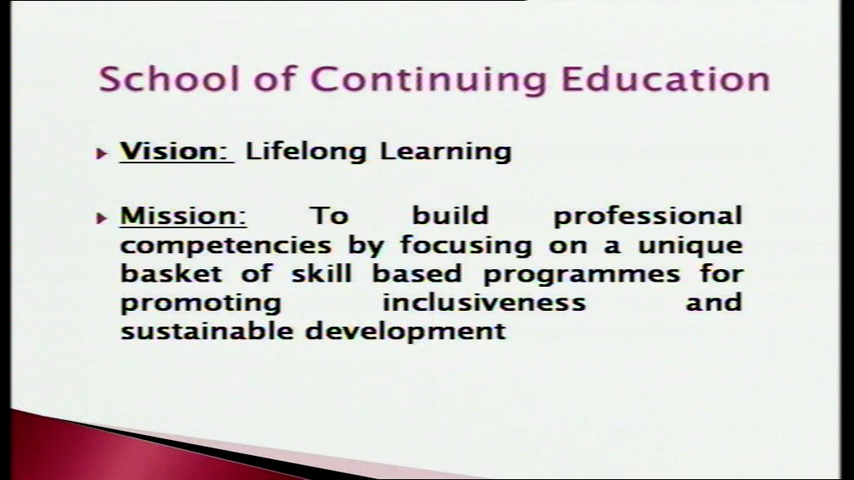 School of Continuing Education
Vision: Lifelong Learning
Mission: To build professional
competencies by focusing on a unique
basket of skill based programmes for
promoting inclusiveness and
sustainable development